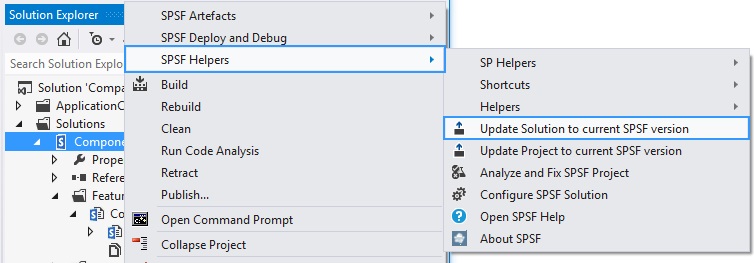 Solution Explorer
Search Solution Explo
Solution 'Compa
ApplicationC
Solutions
Compone
Prope
Refere
Featur
Co
SPSF Artefacts
SPSF Deploy and Debug
SPSF Helpers
Build
Rebuild
Clean
Run Code Analysis
Retract
Publish...
Open Command Prompt
Collapse Project
SP Helpers
Shortcuts
Helpers
Update Solution to current SPSF version
Update Project to current SPSF version
Analyze and Fix SPSF Project
Configure SPSF Solution
Open SPSF Help
About SPSF